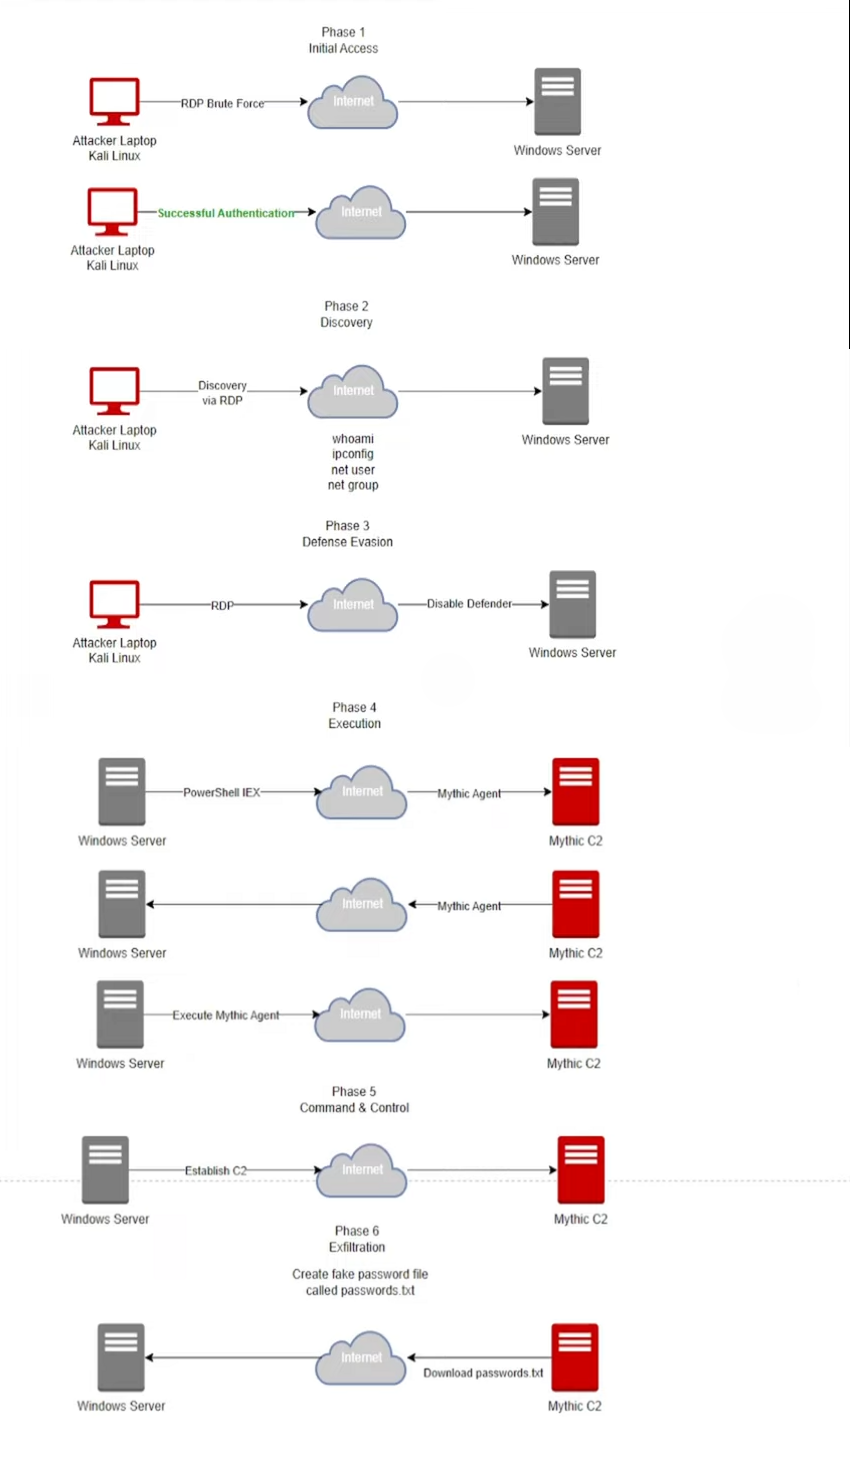 Phase 1
Initial Access
RDP Brute Force
Internet
Attacker Laptop
Kali Linux
Windows Server
Successful Authentication
Internet
Attacker Laptop
Kali Linux
Windows Server
Phase 2
Discovery
Discovery
via RDP
Internet
Attacker Laptop
Kali Linux
Windows Server
whoami
ipconfig
net user
net group
Phase 3
Defense Evasion
RDP
Internet
Disable Defender
Attacker Laptop
Kali Linux
Windows Server
Phase 4
Execution
PowerShell IEX
Internet
Mythic Agent
Windows Server
Mythic C2
Internet
Mythic Agent
Windows Server
Mythic C2
Execute Mythic Agent
Internet
Windows Server
Mythic C2
Phase 5
Command & Control
Establish C2
Internet
Windows Server
Mythic C2
Phase 6
Exfiltration
Create fake password file
called passwords.txt
Internet
Download passwords.txt
Windows Server
Mythic C2